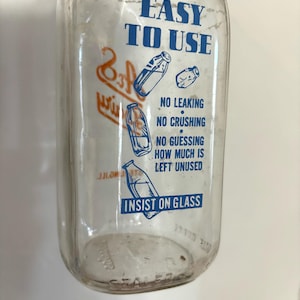 EASY
TO USE
NO LEAKING
•
NO CRUSHING
•
NO GUESSING
HOW MUCH IS
LEFT UNUSED
INSIST ON GLASS